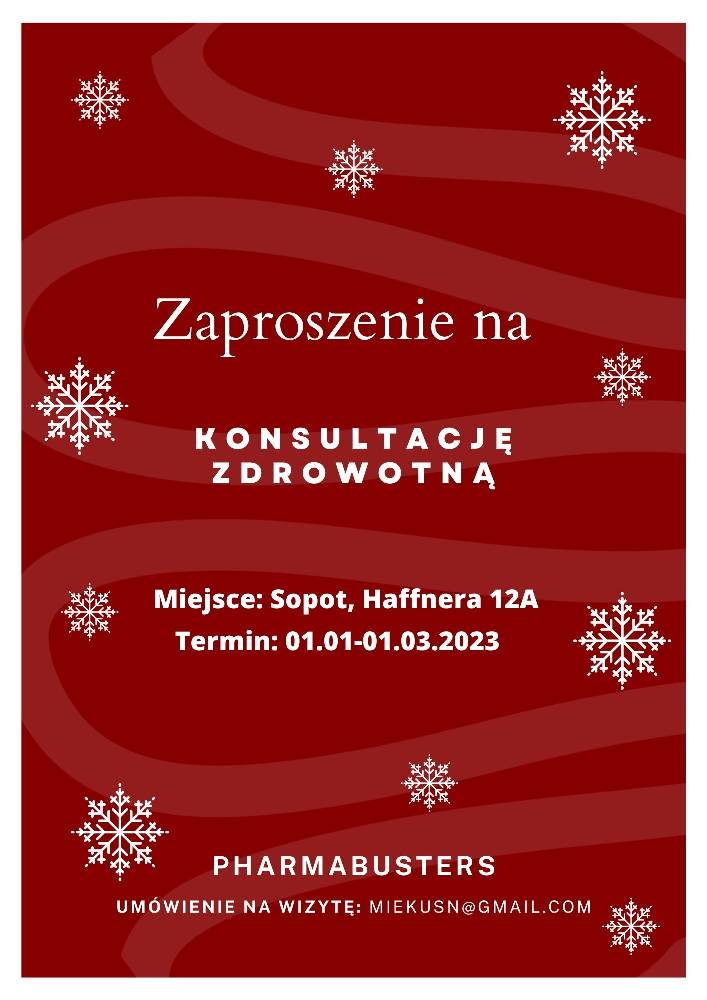 Zaproszenie na
KONSULTACJĘ
ZDROWOTNĄ
Miejsce: Sopot, Haffnera 12A
Termin: 01.01-01.03.2023
PHARMABUSTERS
UMÓWIENIE NA WIZYTĘ: MIEKUSN@GMAIL.COM